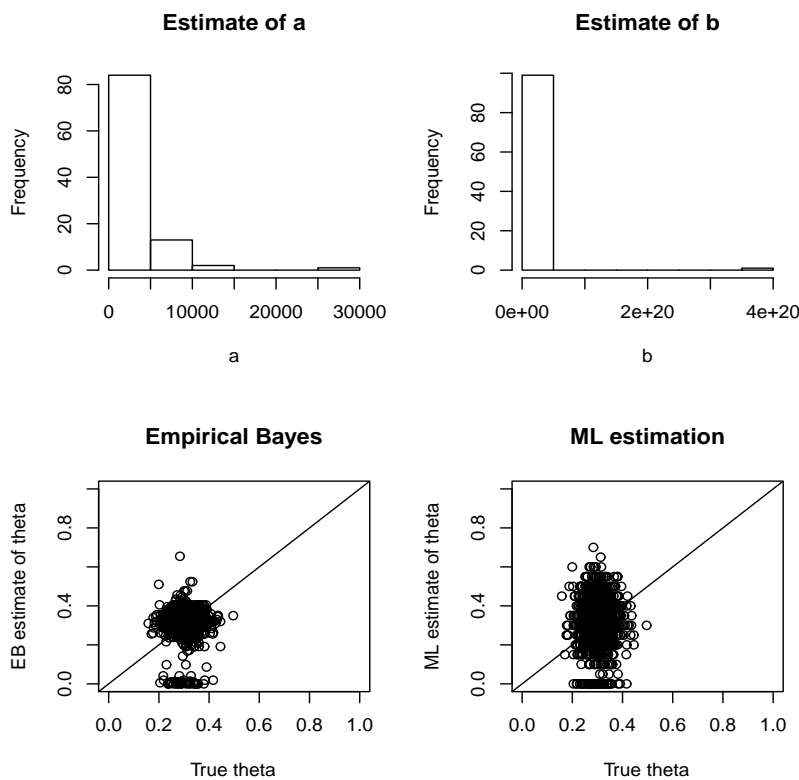 Estimate of a
Frequency
0 20 40 60 80
0 10000 20000 30000
a
Estimate of b
Frequency
0 20 40 60 80
0e+00 2e+20 4e+20
b
Empirical Bayes
EB estimate of theta
0.0 0.4 0.8
0.0 0.2 0.4 0.6 0.8 1.0
True theta
ML estimation
ML estimate of theta
0.0 0.4 0.8
0.0 0.2 0.4 0.6 0.8 1.0
True theta